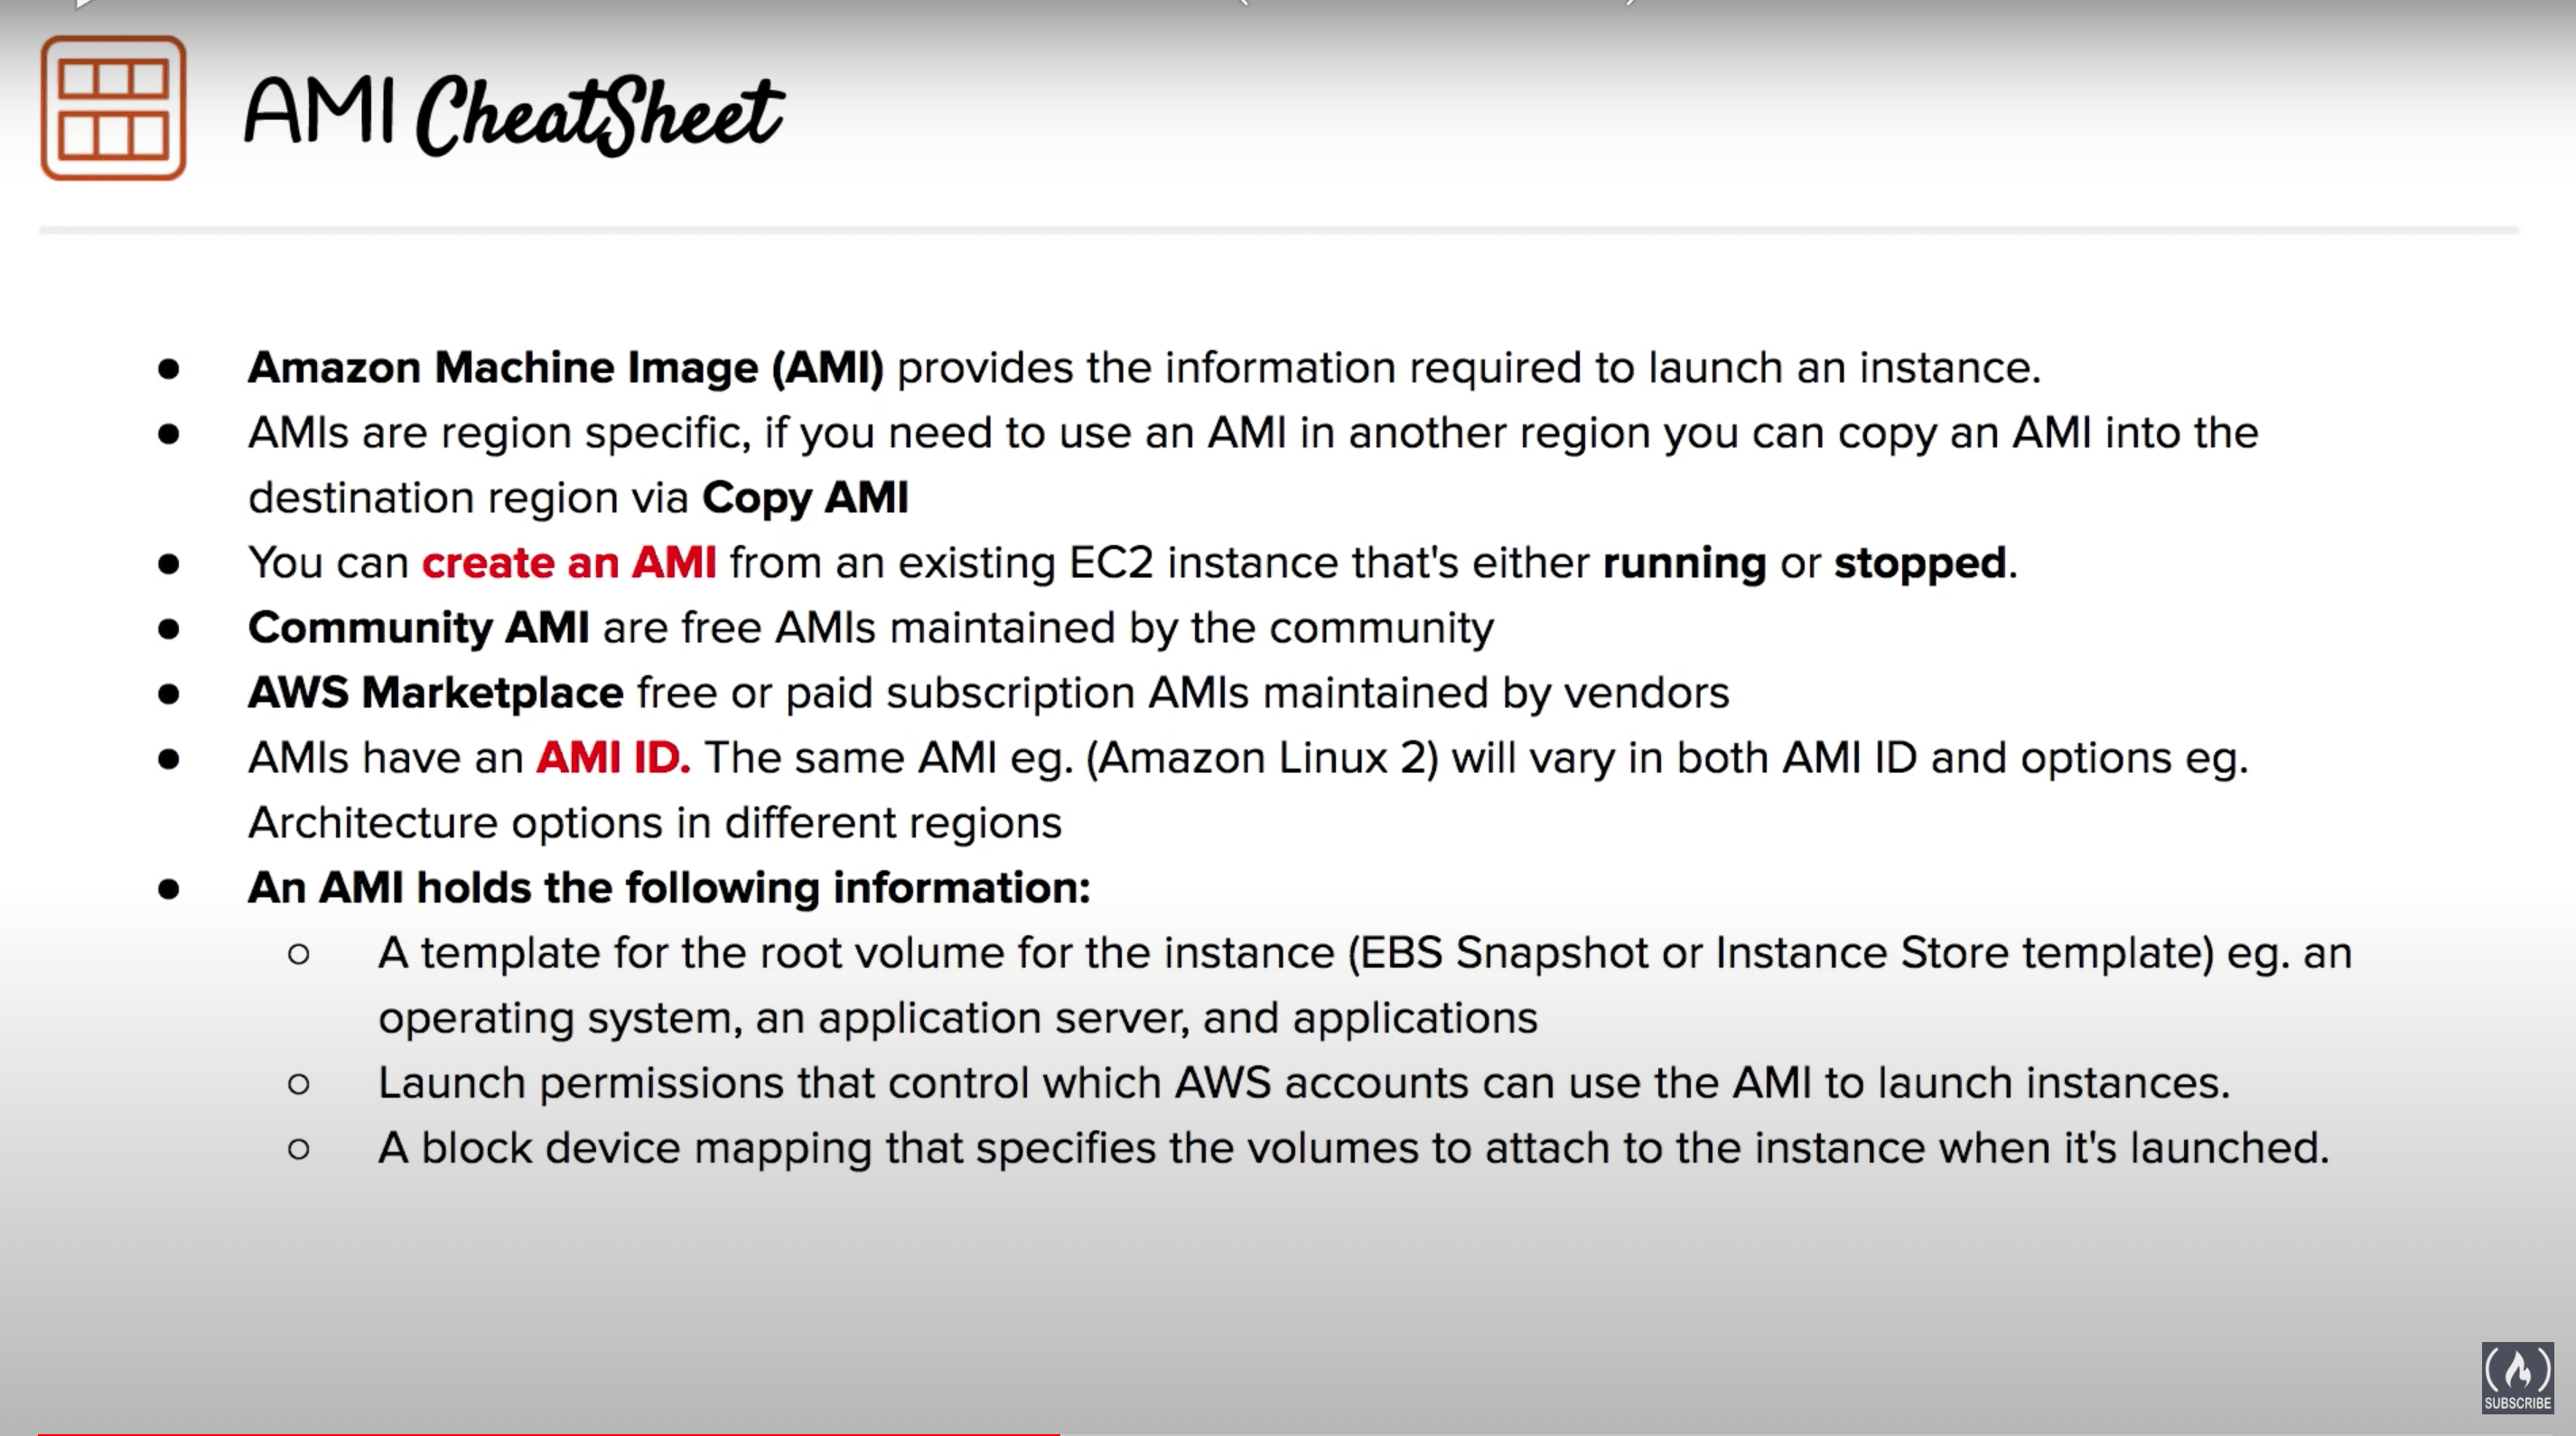 AMI CheatSheet
● Amazon Machine Image (AMI) provides the information required to launch an instance.
● AMIs are region specific, if you need to use an AMI in another region you can copy an AMI into the
destination region via Copy AMI
● You can create an AMI from an existing EC2 instance that's either running or stopped.
● Community AMI are free AMIs maintained by the community
● AWS Marketplace free or paid subscription AMIs maintained by vendors
● AMIs have an AMI ID. The same AMI eg. (Amazon Linux 2) will vary in both AMI ID and options eg.
Architecture options in different regions
● An AMI holds the following information:
○ A template for the root volume for the instance (EBS Snapshot or Instance Store template) eg. an
operating system, an application server, and applications
○ Launch permissions that control which AWS accounts can use the AMI to launch instances.
○ A block device mapping that specifies the volumes to attach to the instance when it's launched.
SUBSCRIBE